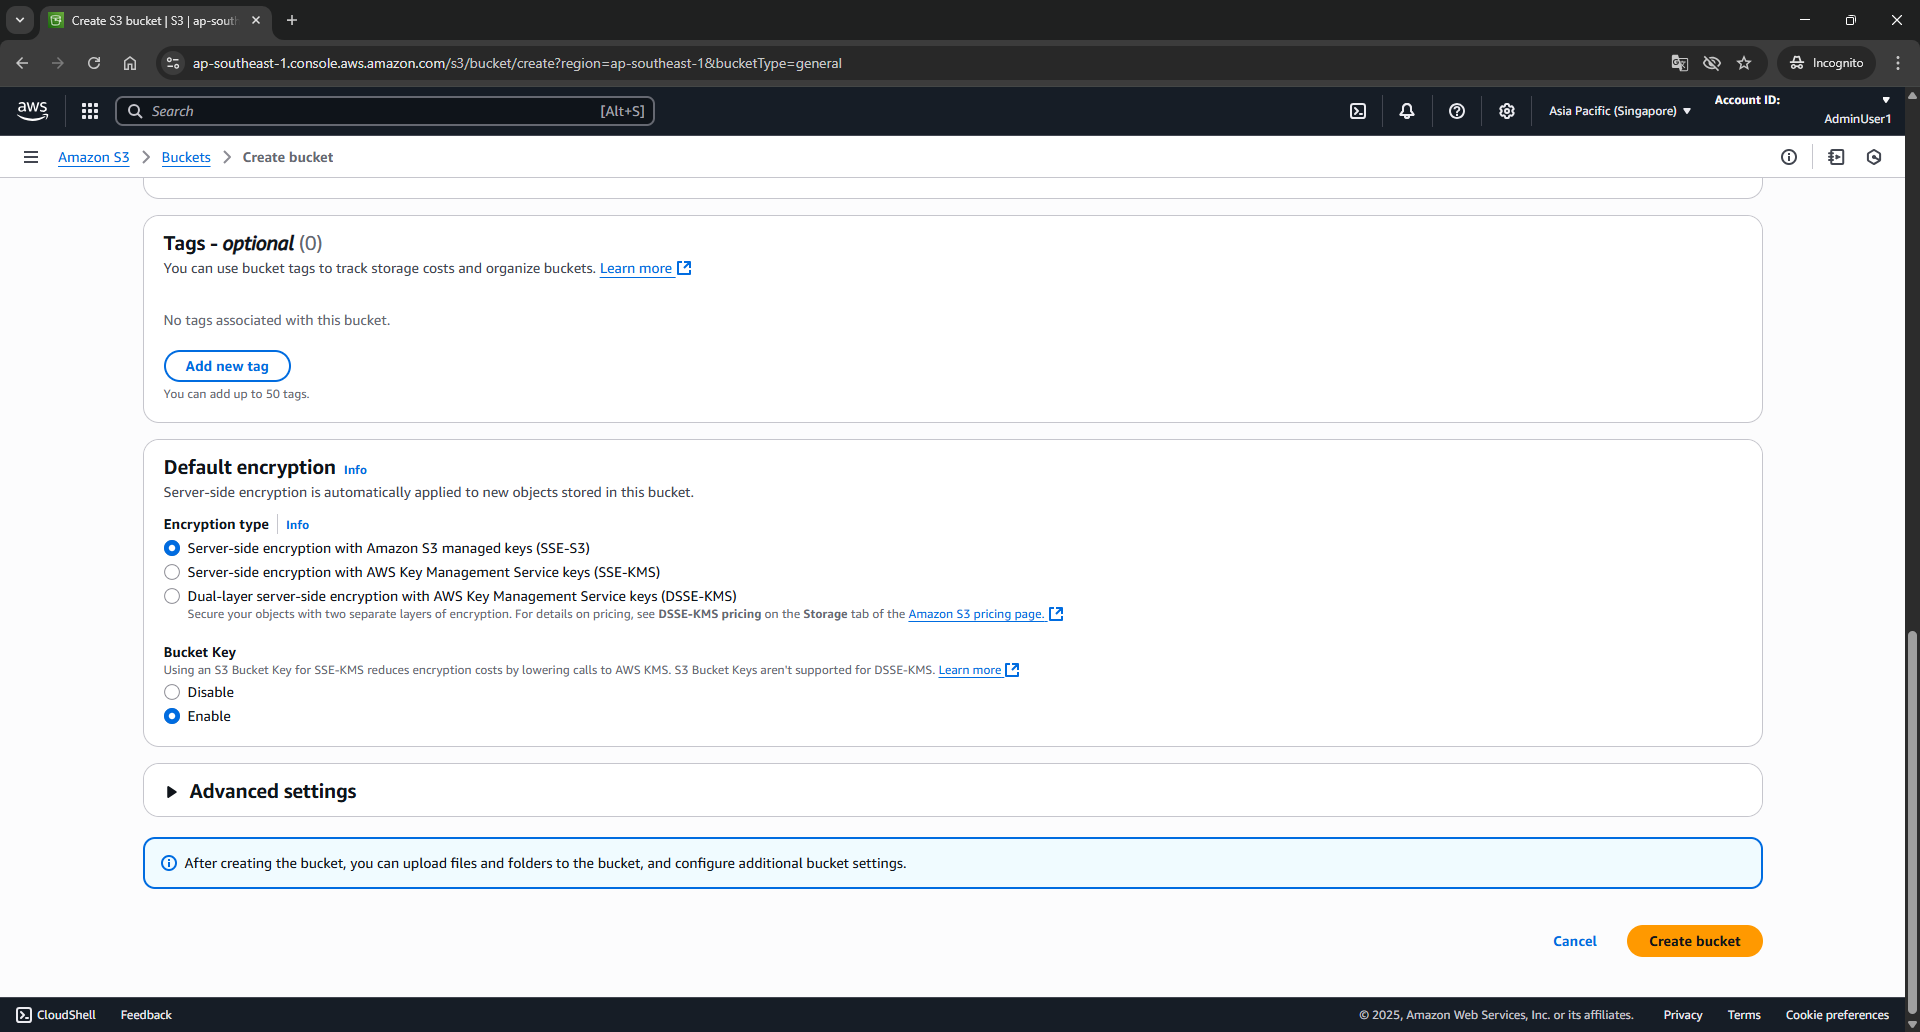 Create S3 bucket | S3 | ap-south
ap-southeast-1.console.aws.amazon.com/s3/bucket/create?region=ap-southeast-1&bucketType=general
Incognito
aws
Search
[Alt+S]
Asia Pacific (Singapore)
Account ID:
AdminUser1
Amazon S3
Buckets
Create bucket
Tags - optional (0)
You can use bucket tags to track storage costs and organize buckets. Learn more
No tags associated with this bucket.
Add new tag
You can add up to 50 tags.
Default encryption Info
Server-side encryption is automatically applied to new objects stored in this bucket.
Encryption type Info
Server-side encryption with Amazon S3 managed keys (SSE-S3)
Server-side encryption with AWS Key Management Service keys (SSE-KMS)
Dual-layer server-side encryption with AWS Key Management Service keys (DSSE-KMS)
Secure your objects with two separate layers of encryption. For details on pricing, see DSSE-KMS pricing on the Storage tab of the Amazon S3 pricing page.
Bucket Key
Using an S3 Bucket Key for SSE-KMS reduces encryption costs by lowering calls to AWS KMS. S3 Bucket Keys aren't supported for DSSE-KMS. Learn more
Disable
Enable
Advanced settings
After creating the bucket, you can upload files and folders to the bucket, and configure additional bucket settings.
Cancel
Create bucket
CloudShell
Feedback
© 2025, Amazon Web Services, Inc. or its affiliates.
Privacy
Terms
Cookie preferences